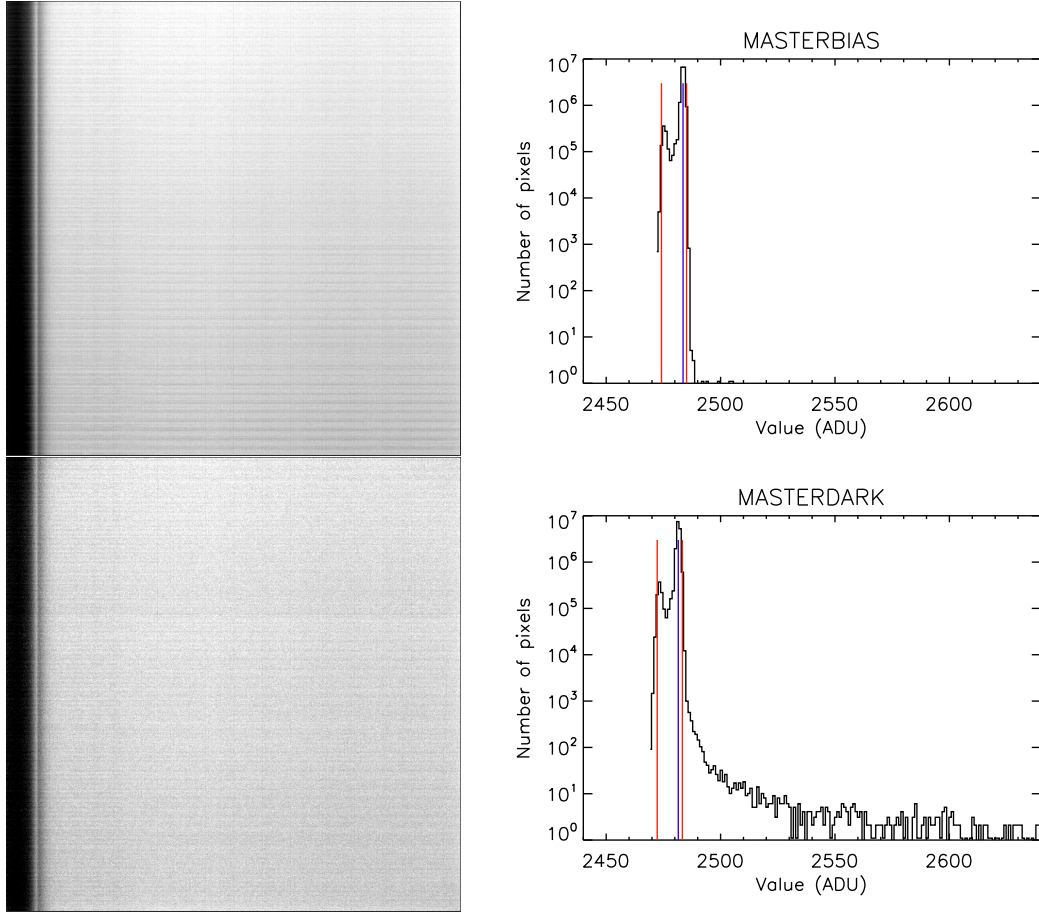 MASTERBIAS
10⁷
10⁶
10⁵
10⁴
10³
10²
10¹
10⁰
Number of pixels
2450 2500 2550 2600
Value (ADU)
MASTERDARK
10⁷
10⁶
10⁵
10⁴
10³
10²
10¹
10⁰
Number of pixels
2450 2500 2550 2600
Value (ADU)